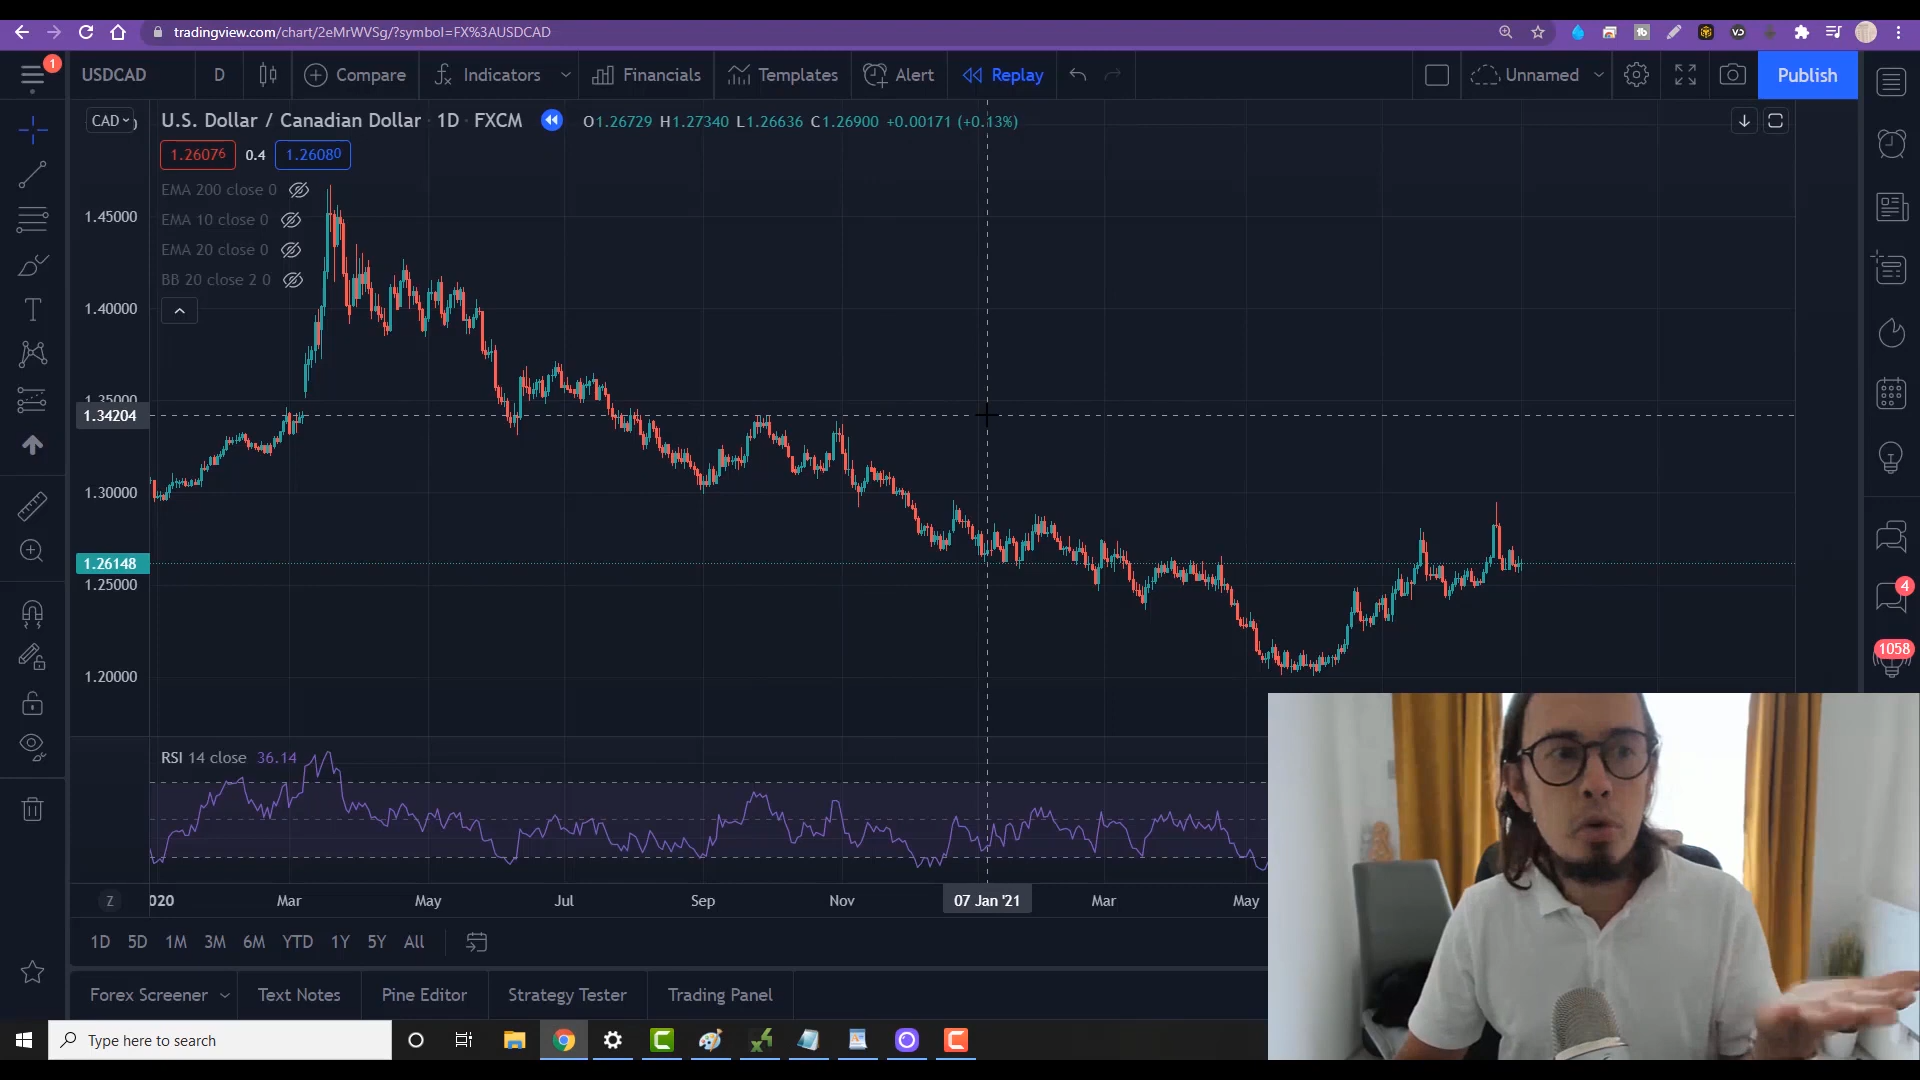 tradingview.com/chart/2eMrWVSg/?symbol=FX%3AUSDCAD
1
USDCAD
D
Compare
Indicators
Financials
Templates
Alert
Replay
Unnamed
Publish
CAD
U.S. Dollar / Canadian Dollar · 1D · FXCM
O1.26729 H1.27340 L1.26636 C1.26900 +0.00171 (+0.13%)
1.26076
0.4
1.26080
EMA 200 close 0
EMA 10 close 0
EMA 20 close 0
BB 20 close 2 0
1.45000
1.40000
1.35000
1.34204
1.30000
1.26148
1.25000
1.20000
4
1058
RSI 14 close 36.14
Z
020
Mar
May
Jul
Sep
Nov
07 Jan '21
Mar
May
1D
5D
1M
3M
6M
YTD
1Y
5Y
All
Forex Screener
Text Notes
Pine Editor
Strategy Tester
Trading Panel
Type here to search